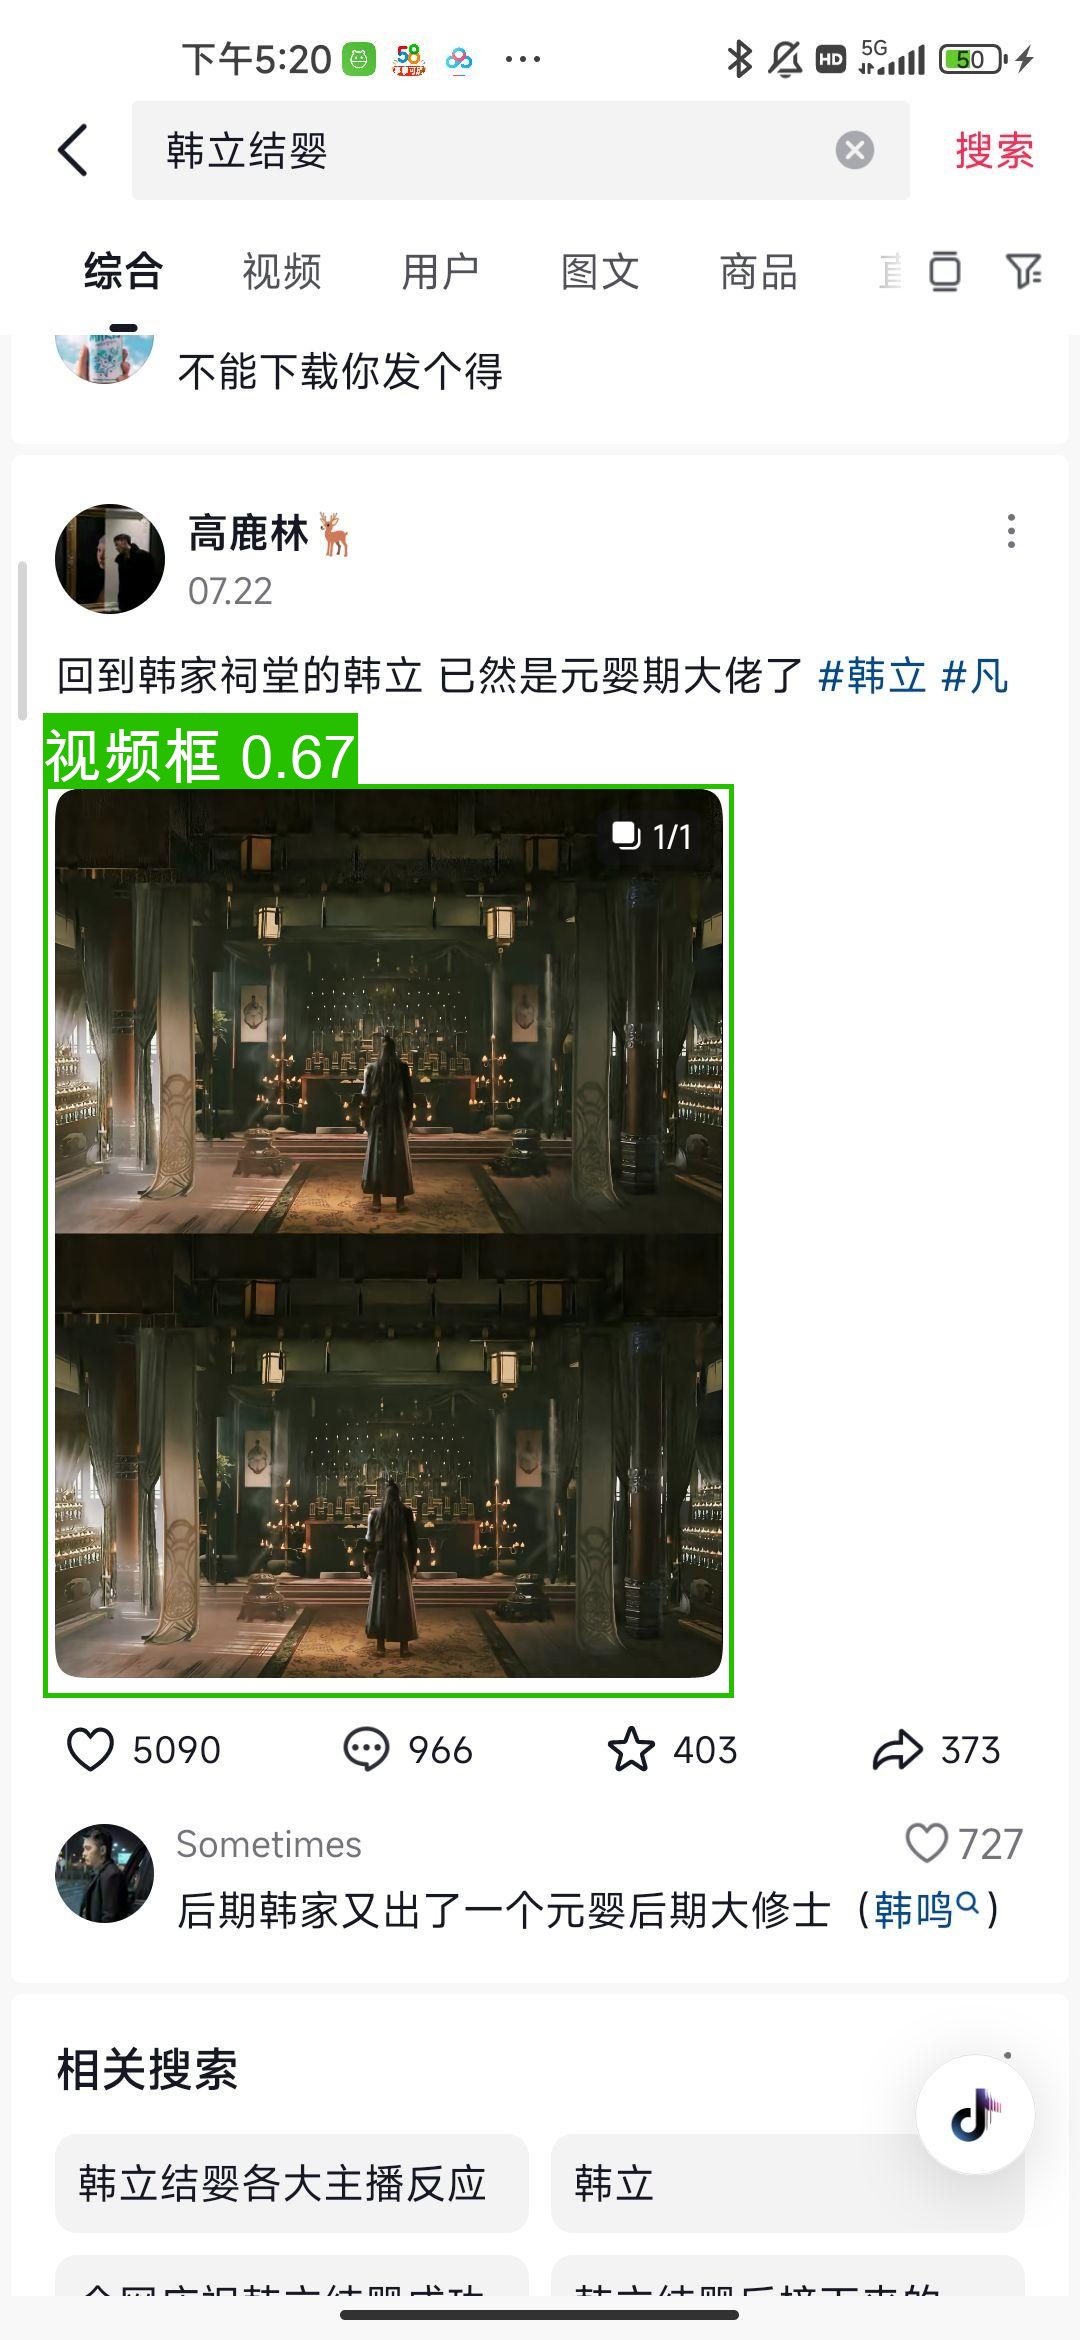 下午5:20
58
HD
5G
50
韩立结婴
搜索
综合
视频
用户
图文
商品
不能下载你发个得
高鹿林
07.22
回到韩家祠堂的韩立 已然是元婴期大佬了 #韩立 #凡
视频框 0.67
1/1
5090
966
403
373
Sometimes
727
后期韩家又出了一个元婴后期大修士（韩鸣）
相关搜索
韩立结婴各大主播反应
韩立